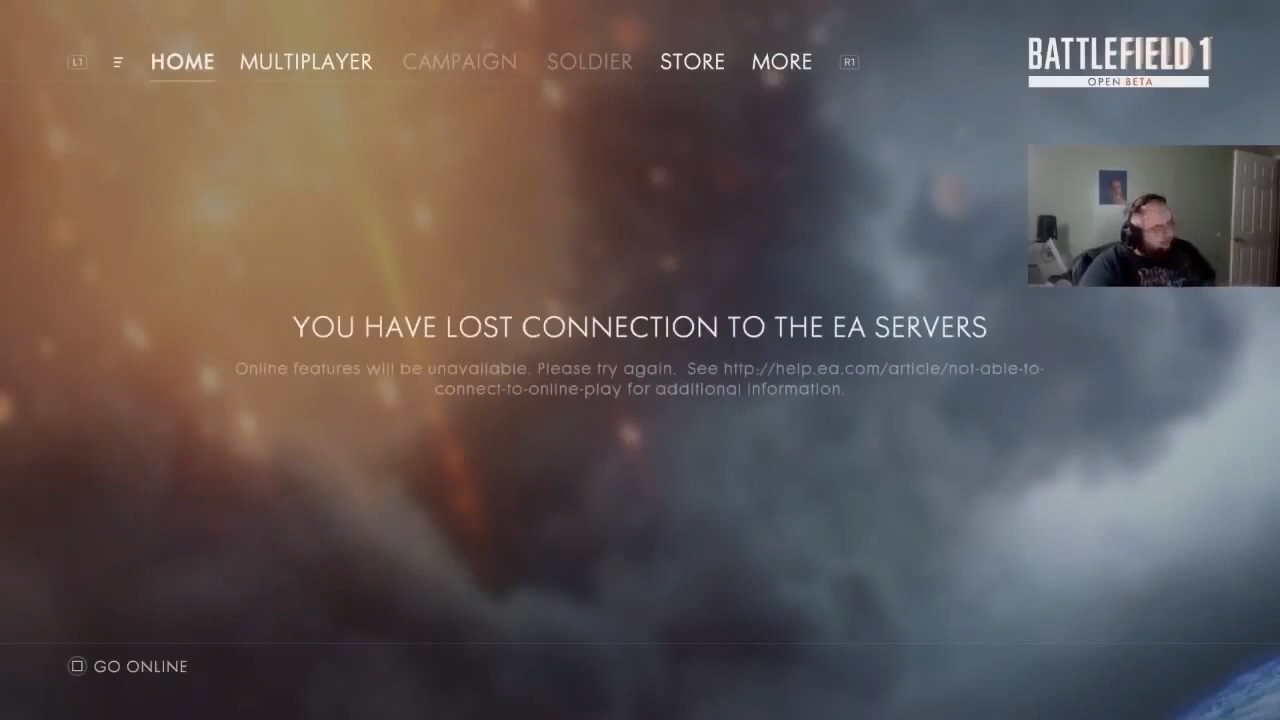 L1 HOME MULTIPLAYER CAMPAIGN SOLDIER STORE MORE R1
BATTLEFIELD 1
OPEN BETA
YOU HAVE LOST CONNECTION TO THE EA SERVERS
Online features will be unavailable. Please try again. See http://help.ea.com/article/not-able-to-
connect-to-online-play for additional information.
GO ONLINE